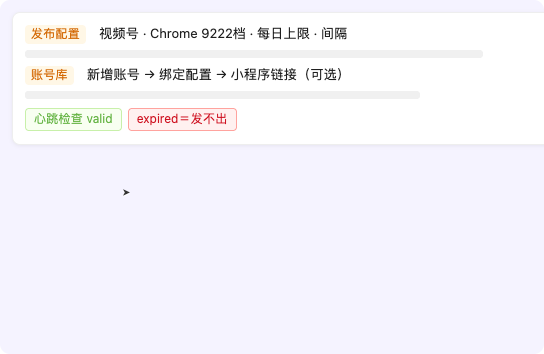 发布配置 视频号 · Chrome 9222档 · 每日上限 · 间隔
账号库 新增账号 → 绑定配置 → 小程序链接（可选）
心跳检查 valid expired＝发不出